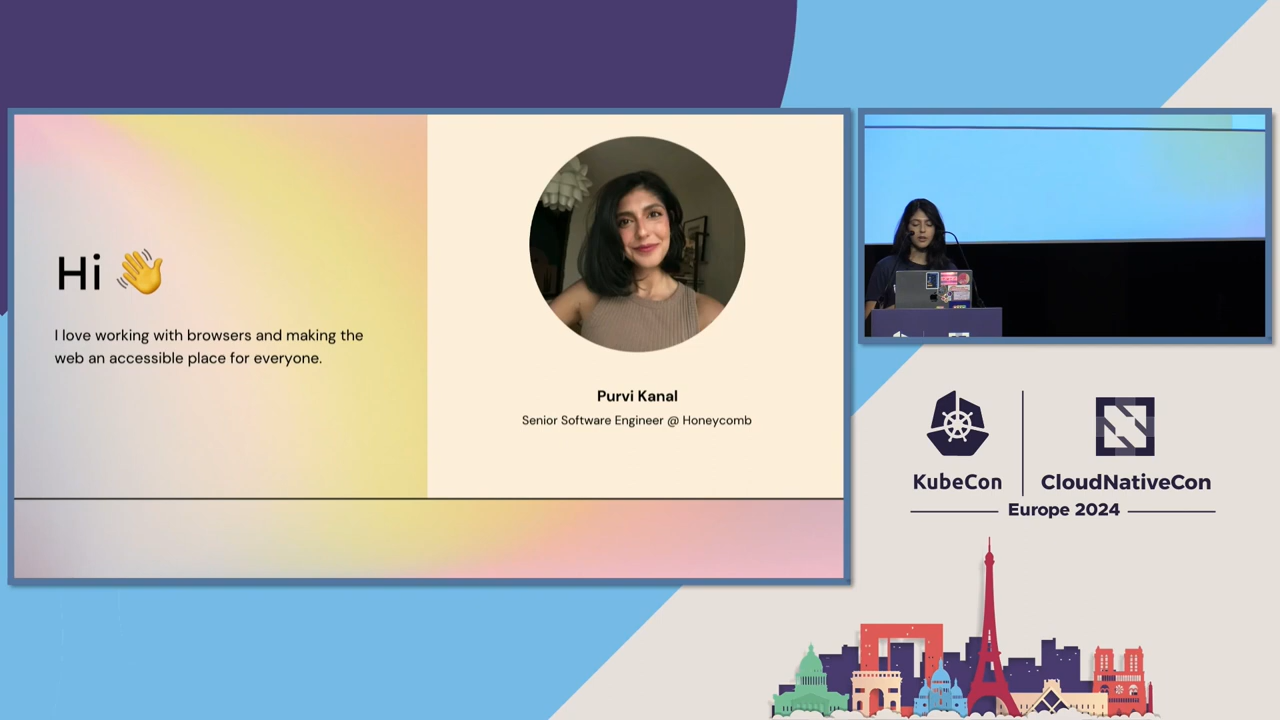 Hi 👋
I love working with browsers and making the
web an accessible place for everyone.
Purvi Kanal
Senior Software Engineer @ Honeycomb
KubeCon
CloudNativeCon
Europe 2024